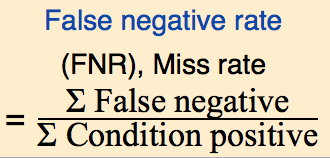 False negative rate
(FNR), Miss rate
= Σ False negative
Σ Condition positive